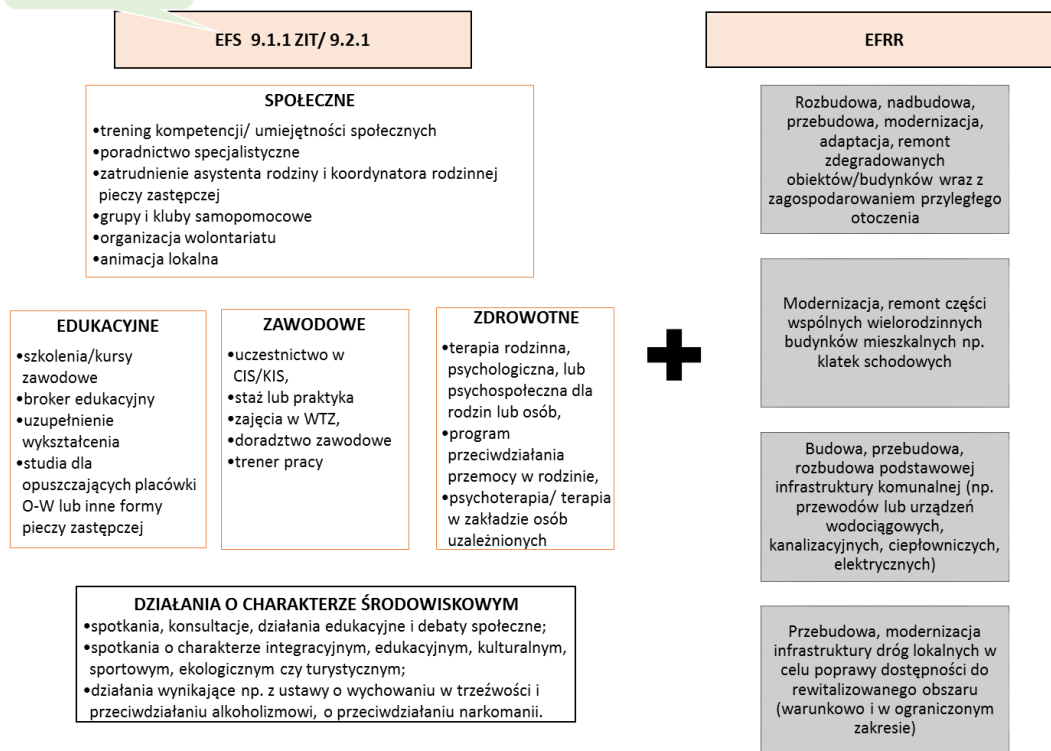 EFS 9.1.1 ZIT/ 9.2.1
SPOŁECZNE
•trening kompetencji/ umiejętności społecznych
•poradnictwo specjalistyczne
•zatrudnienie asystenta rodziny i koordynatora rodzinnej
pieczy zastępczej
•grupy i kluby samopomocowe
•organizacja wolontariatu
•animacja lokalna
EDUKACYJNE
•szkolenia/kursy
zawodowe
•broker edukacyjny
•uzupełnienie
wykształcenia
•studia dla
opuszczających placówki
O-W lub inne formy
pieczy zastępczej
ZAWODOWE
•uczestnictwo w
CIS/KIS,
•staż lub praktyka
•zajęcia w WTZ,
•doradztwo zawodowe
•trener pracy
ZDROWOTNE
•terapia rodzinna,
psychologiczna, lub
psychospołeczna dla
rodzin lub osób,
•program
przeciwdziałania
przemocy w rodzinie,
•psychoterapia/ terapia
w zakładzie osób
uzależnionych
DZIAŁANIA O CHARAKTERZE ŚRODOWISKOWYM
•spotkania, konsultacje, działania edukacyjne i debaty społeczne;
•spotkania o charakterze integracyjnym, edukacyjnym, kulturalnym,
sportowym, ekologicznym czy turystycznym;
•działania wynikające np. z ustawy o wychowaniu w trzeźwości i
przeciwdziałaniu alkoholizmowi, o przeciwdziałaniu narkomanii.
EFRR
Rozbudowa, nadbudowa,
przebudowa, modernizacja,
adaptacja, remont
zdegradowanych
obiektów/budynków wraz z
zagospodarowaniem przyległego
otoczenia
Modernizacja, remont części
wspólnych wielorodzinnych
budynków mieszkalnych np.
klatek schodowych
Budowa, przebudowa,
rozbudowa podstawowej
infrastruktury komunalnej (np.
przewodów lub urządzeń
wodociągowych,
kanalizacyjnych, ciepłowniczych,
elektrycznych)
Przebudowa, modernizacja
infrastruktury dróg lokalnych w
celu poprawy dostępności do
rewitalizowanego obszaru
(warunkowo i w ograniczonym
zakresie)